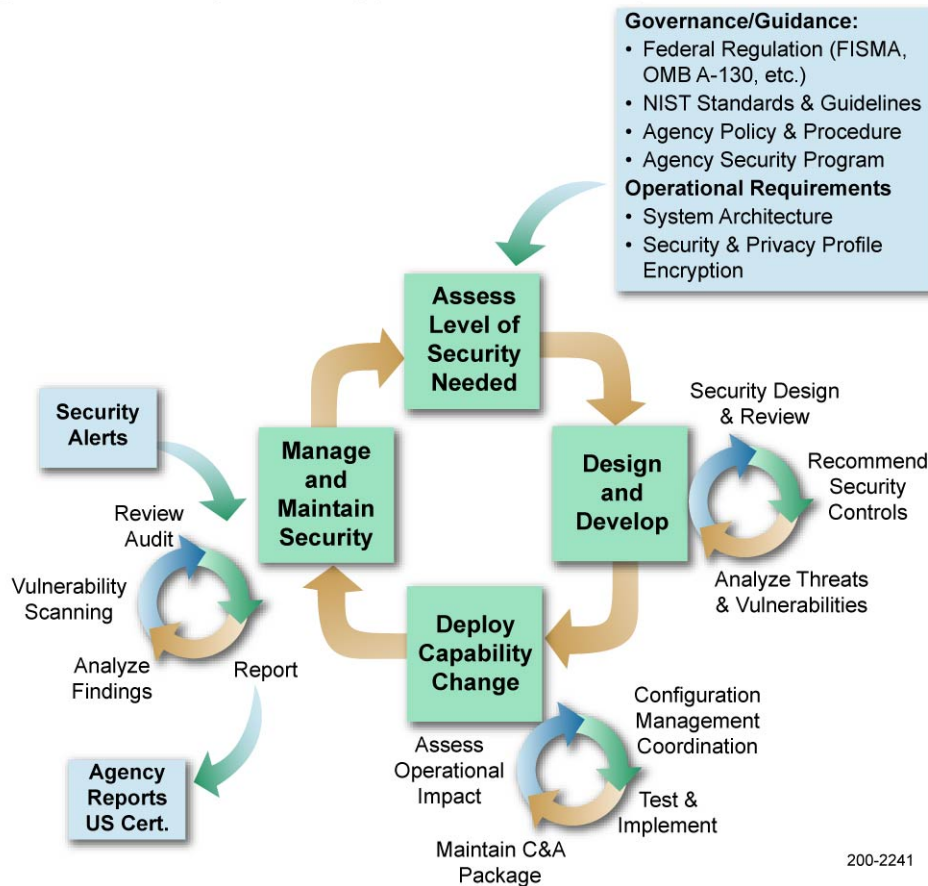 Governance/Guidance:
• Federal Regulation (FISMA,
OMB A-130, etc.)
• NIST Standards & Guidelines
• Agency Policy & Procedure
• Agency Security Program
Operational Requirements
• System Architecture
• Security & Privacy Profile
Encryption
Assess
Level of
Security
Needed
Security
Alerts
Manage
and
Maintain
Security
Design
and
Develop
Security Design
& Review
Recommend
Security
Controls
Analyze Threats
& Vulnerabilities
Review
Audit
Vulnerability
Scanning
Analyze
Findings
Report
Deploy
Capability
Change
Configuration
Management
Coordination
Assess
Operational
Impact
Test &
Implement
Maintain C&A
Package
Agency
Reports
US Cert.
200-2241